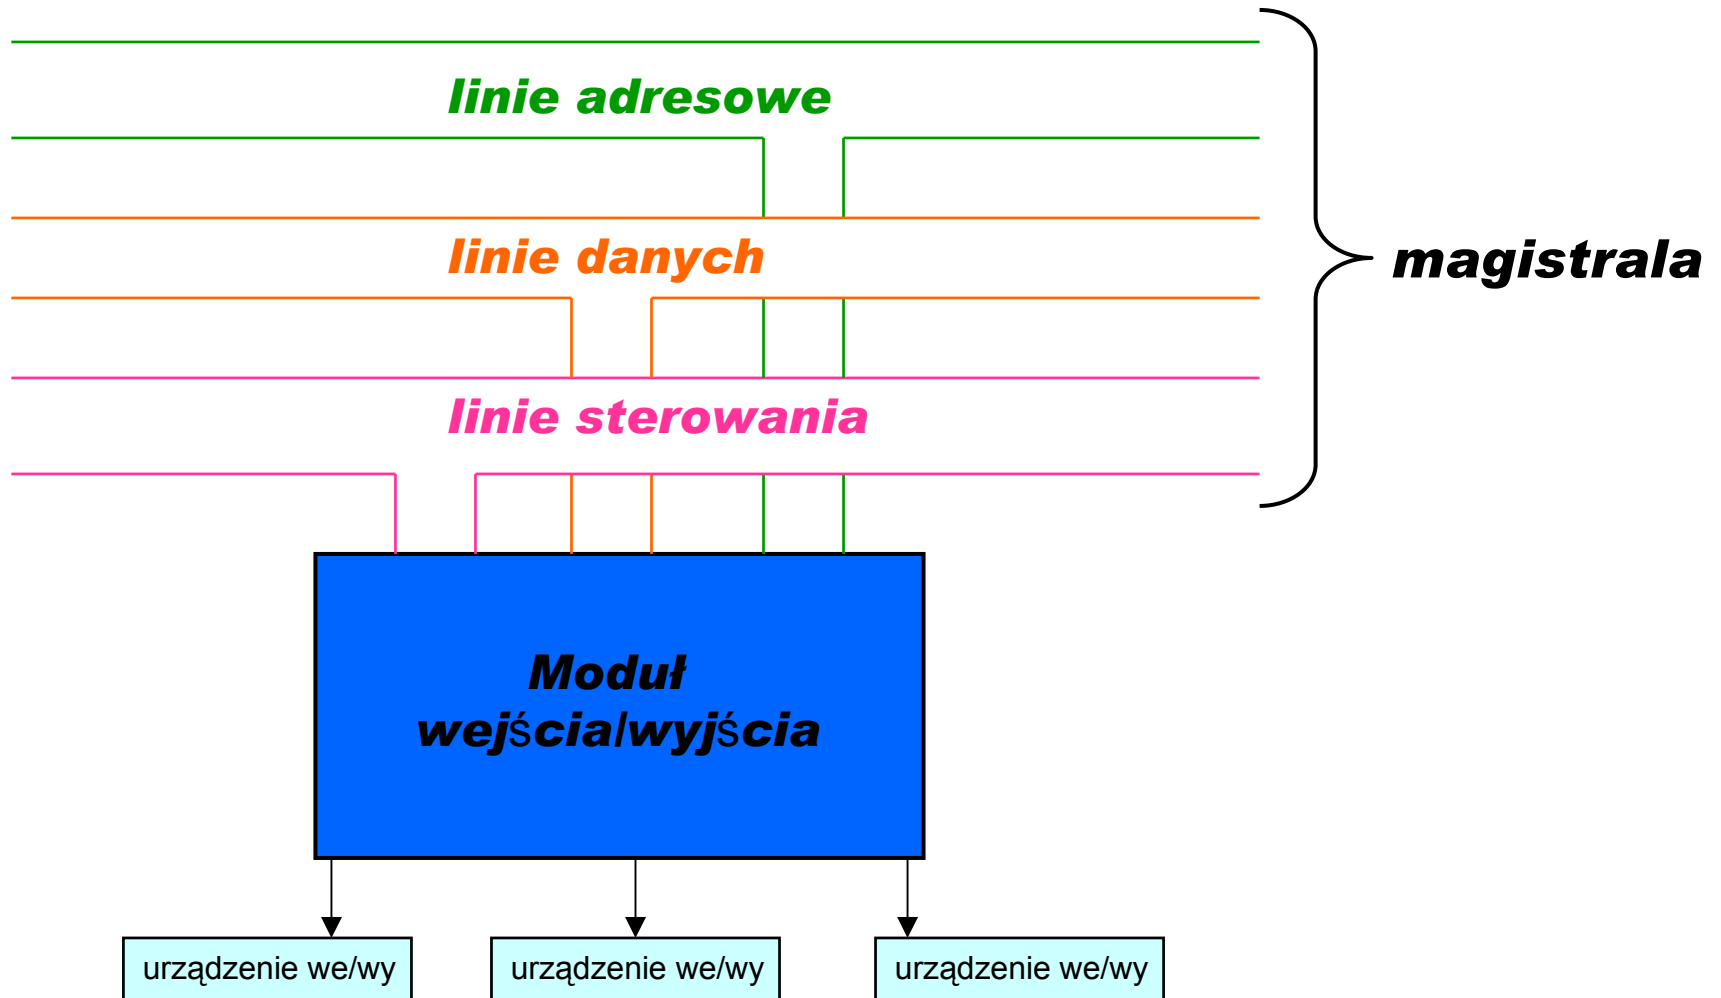 linie adresowe
linie danych
magistrala
linie sterowania
Moduł
wejścia/wyjścia
urządzenie we/wy
urządzenie we/wy
urządzenie we/wy